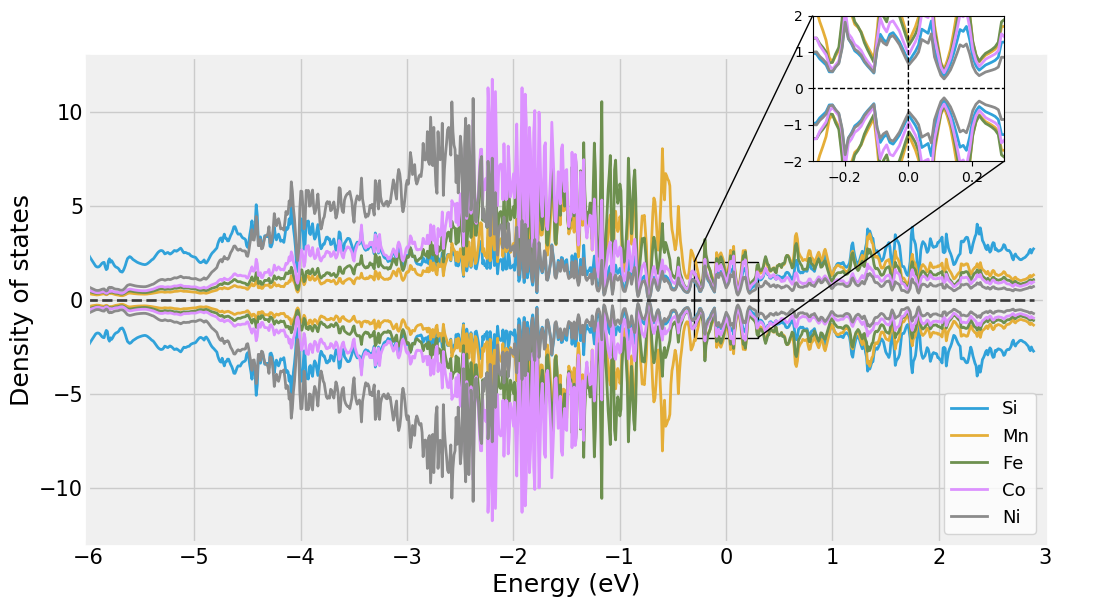 2
1
0
−1
−2
−0.2 0.0 0.2
10
5
0
−5
−10
Density of states
Si
Mn
Fe
Co
Ni
−6 −5 −4 −3 −2 −1 0 1 2 3
Energy (eV)